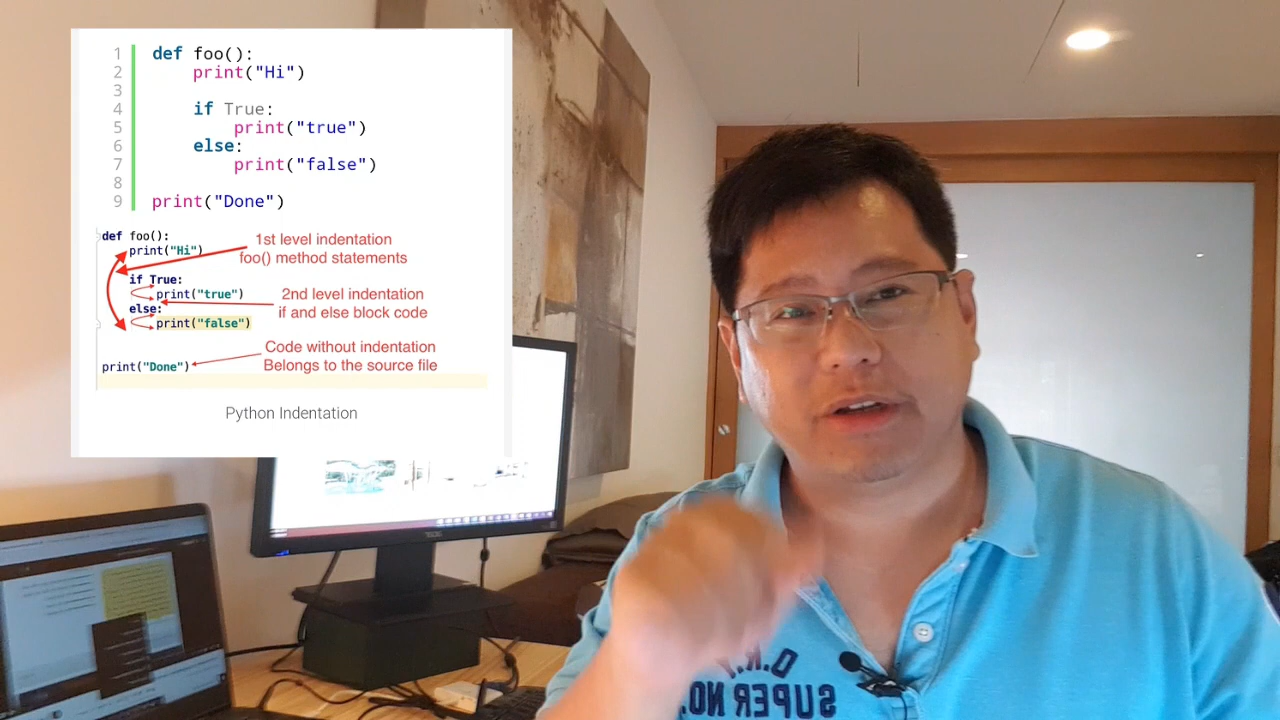 1 def foo():
2 print("Hi")
3
4 if True:
5 print("true")
6 else:
7 print("false")
8
9 print("Done")
def foo():
print("Hi")
if True:
print("true")
else:
print("false")
print("Done")
1st level indentation
foo() method statements
2nd level indentation
if and else block code
Code without indentation
Belongs to the source file
Python Indentation
SUPER NO.